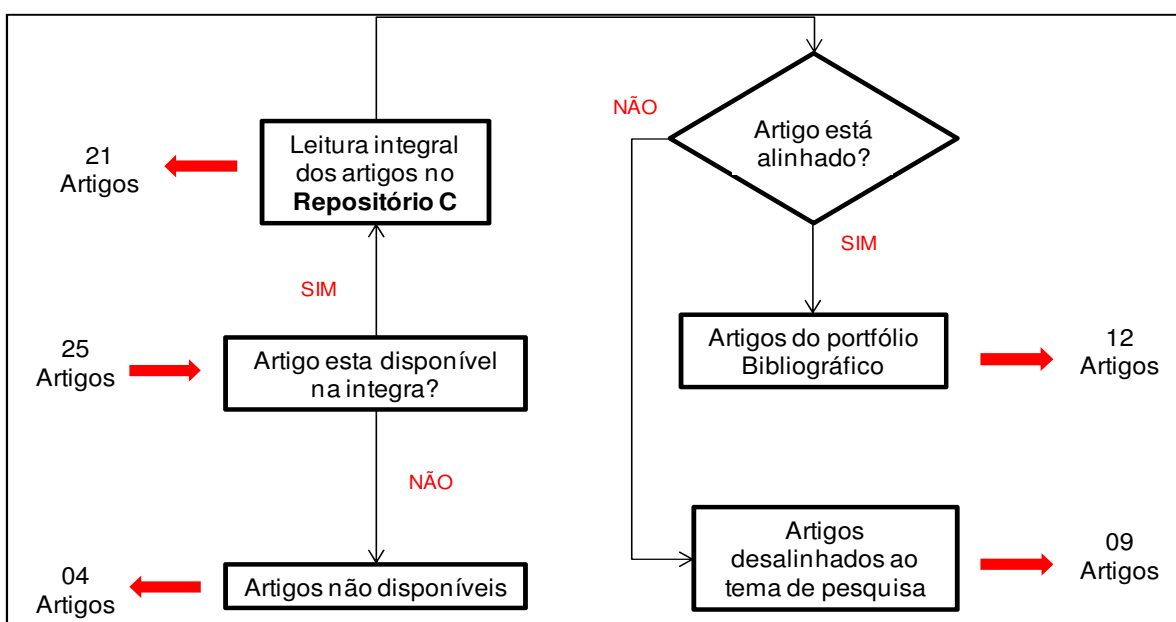 21
Artigos
Leitura integral
dos artigos no
Repositório C
SIM
25
Artigos
Artigo esta disponível
na integra?
NÃO
04
Artigos
Artigos não disponíveis
NÃO
Artigo está
alinhado?
SIM
Artigos do portfólio
Bibliográfico
12
Artigos
Artigos
desalinhados ao
tema de pesquisa
09
Artigos